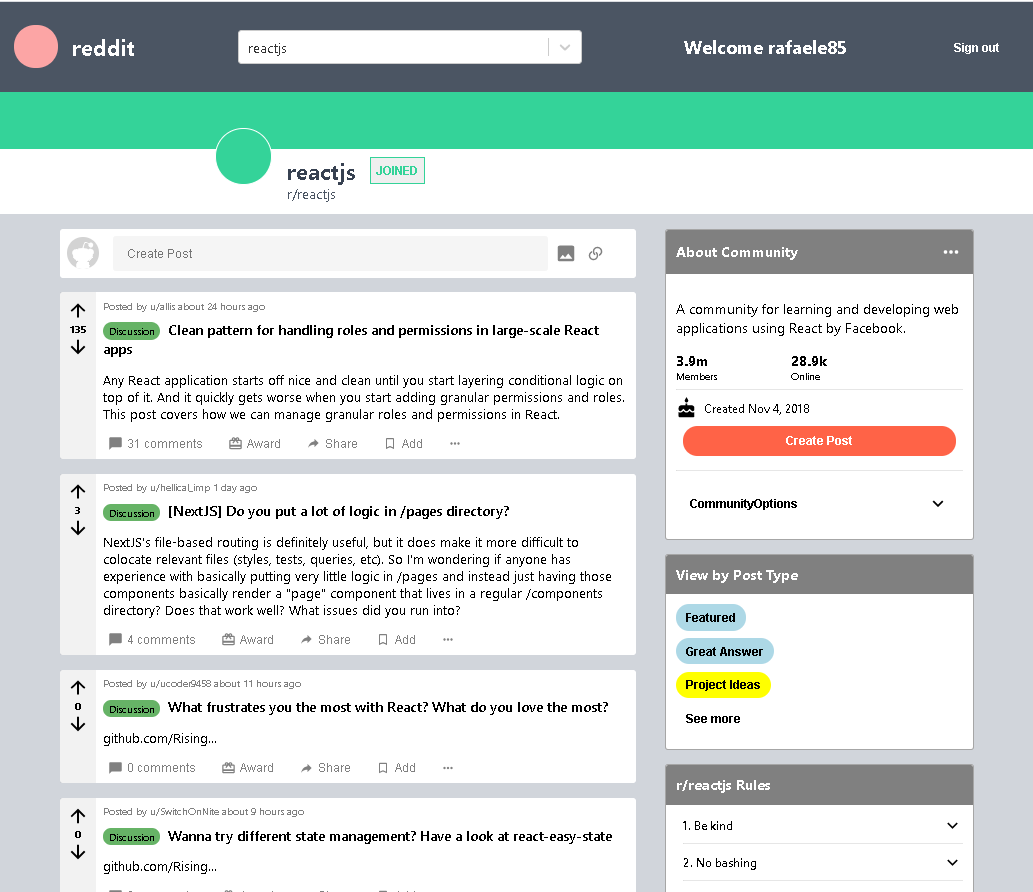 reddit
reactjs
Welcome rafaele85
Sign out
reactjs
JOINED
r/reactjs
Create Post
Posted by u/allis about 24 hours ago
135
Discussion Clean pattern for handling roles and permissions in large-scale React
apps
Any React application starts off nice and clean until you start layering conditional logic on
top of it. And it quickly gets worse when you start adding granular permissions and roles.
This post covers how we can manage granular roles and permissions in React.
31 comments Award Share Add
Posted by u/hellical_imp 1 day ago
3
Discussion [NextJS] Do you put a lot of logic in /pages directory?
NextJS's file-based routing is definitely useful, but it does make it more difficult to
colocate relevant files (styles, tests, queries, etc). So I'm wondering if anyone has
experience with basically putting very little logic in /pages and instead just having those
components basically render a "page" component that lives in a regular /components
directory? Does that work well? What issues did you run into?
4 comments Award Share Add
Posted by u/ucoder9458 about 11 hours ago
0
Discussion What frustrates you the most with React? What do you love the most?
github.com/Rising...
0 comments Award Share Add
Posted by u/SwitchOnNite about 9 hours ago
0
Discussion Wanna try different state management? Have a look at react-easy-state
github.com/Rising...
About Community
A community for learning and developing web
applications using React by Facebook.
3.9m 28.9k
Members Online
Created Nov 4, 2018
Create Post
CommunityOptions
View by Post Type
Featured
Great Answer
Project Ideas
See more
r/reactjs Rules
1. Be kind
2. No bashing